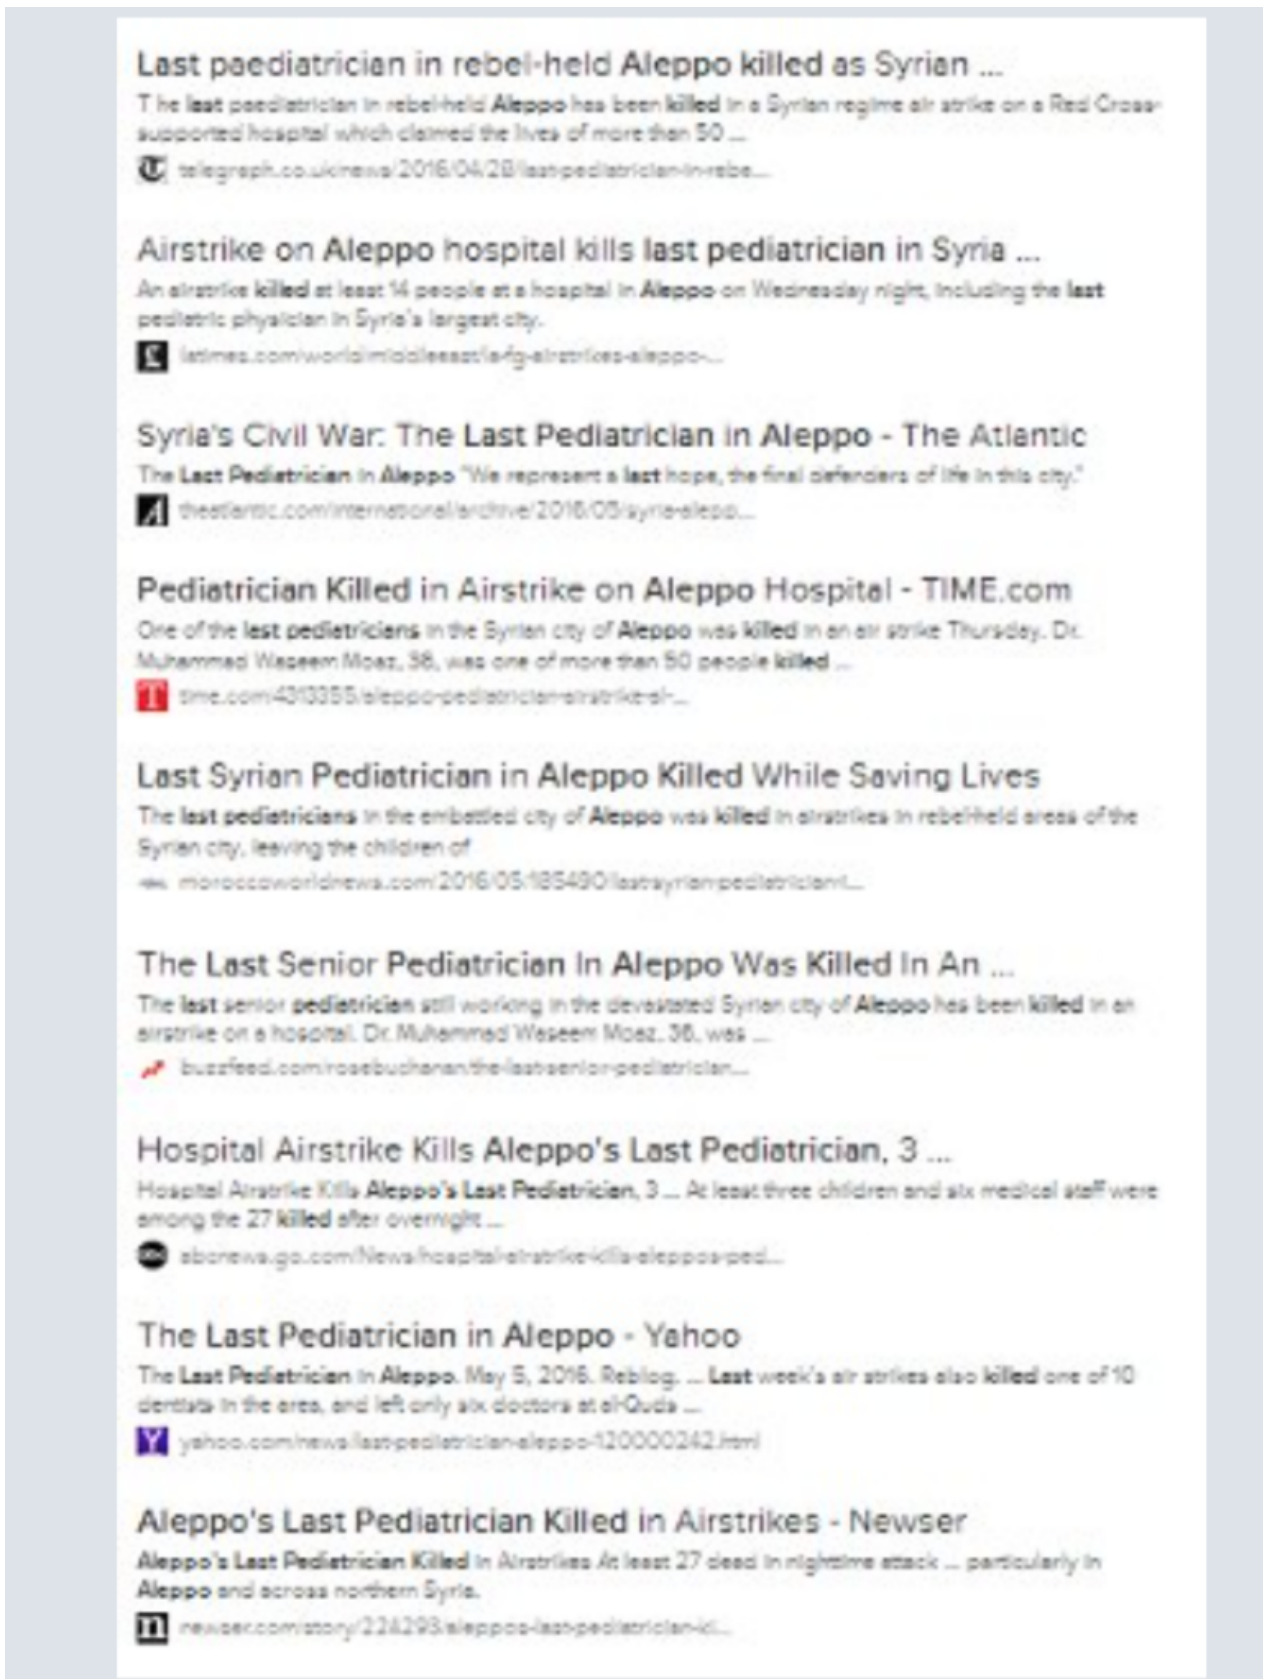 Last paediatrician in rebel-held Aleppo killed as Syrian ...
T he last paediatrician in rebel-held Aleppo has been killed in a Syrian regime air strike on a Red Cross-
supported hospital which claimed the lives of more than 50 ...
telegraph.co.uk/news/2016/04/28/last-pediatrician-in-rebe...
Airstrike on Aleppo hospital kills last pediatrician in Syria ...
An airstrike killed at least 14 people at a hospital in Aleppo on Wednesday night, including the last
pediatric physician in Syria's largest city.
latimes.com/world/middleeast/la-fg-airstrikes-aleppo-...
Syria's Civil War: The Last Pediatrician in Aleppo - The Atlantic
The Last Pediatrician in Aleppo "We represent a last hope, the final defenders of life in this city."
theatlantic.com/international/archive/2016/05/syria-alepp...
Pediatrician Killed in Airstrike on Aleppo Hospital - TIME.com
One of the last pediatricians in the Syrian city of Aleppo was killed in an air strike Thursday. Dr.
Muhammad Waseem Moaz, 36, was one of more than 50 people killed ...
T time.com/4313355/aleppo-pediatrician-airstrike-al-...
Last Syrian Pediatrician in Aleppo Killed While Saving Lives
The last pediatricians in the embattled city of Aleppo was killed in airstrikes in rebel-held areas of the
Syrian city, leaving the children of
moroccoworldnews.com/2016/05/185490/last-syrian-pediatrician-i...
The Last Senior Pediatrician In Aleppo Was Killed In An ...
The last senior pediatrician still working in the devastated Syrian city of Aleppo has been killed in an
airstrike on a hospital. Dr. Muhammad Waseem Moaz, 36, was ...
buzzfeed.com/rosebuchanan/the-last-senior-pediatrician...
Hospital Airstrike Kills Aleppo's Last Pediatrician, 3 ...
Hospital Airstrike Kills Aleppo's Last Pediatrician, 3 ... At least three children and six medical staff were
among the 27 killed after overnight ...
abcnews.go.com/News/hospital-airstrike-kills-aleppos-ped...
The Last Pediatrician in Aleppo - Yahoo
The Last Pediatrician in Aleppo. May 5, 2016. Reblog. ... Last week's air strikes also killed one of 10
dentists in the area, and left only six doctors at al-Quds ...
Y yahoo.com/news/last-pediatrician-aleppo-120000242.html
Aleppo's Last Pediatrician Killed in Airstrikes - Newser
Aleppo's Last Pediatrician Killed in Airstrikes At least 27 dead in nighttime attack ... particularly in
Aleppo and across northern Syria.
n newser.com/story/224293/aleppos-last-pediatrician-ki...